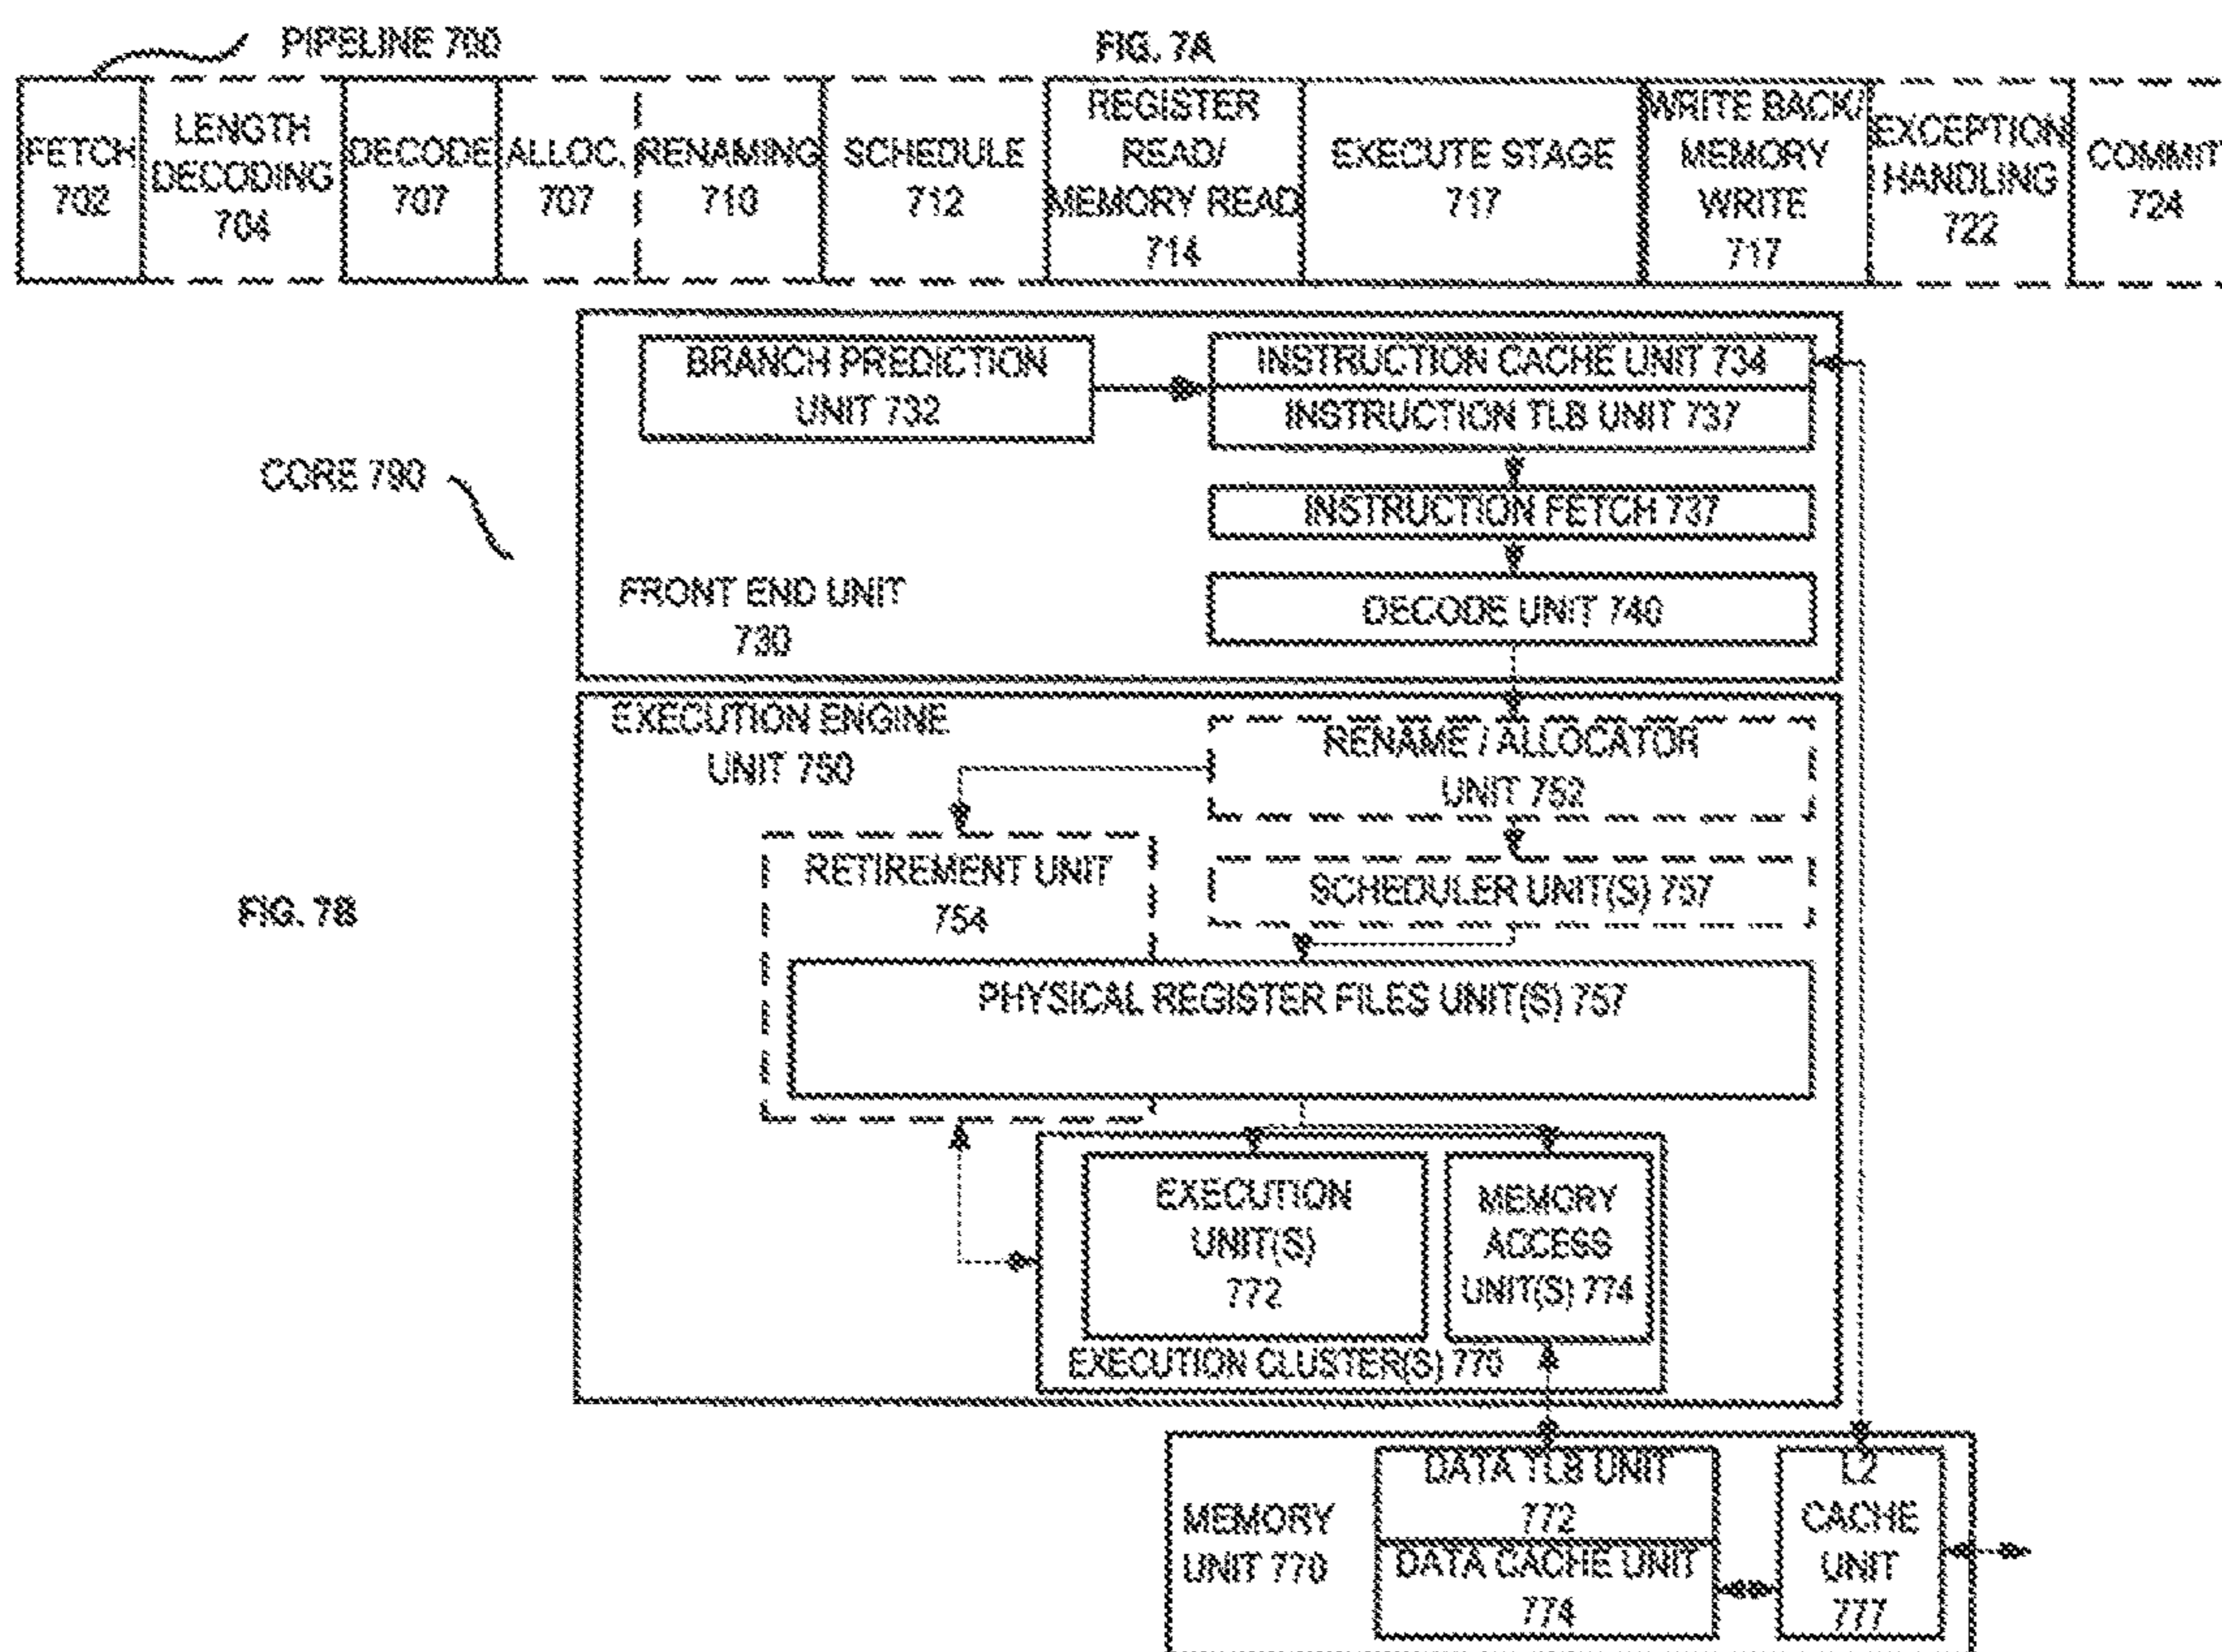 PIPELINE 700
FIG. 7A
FETCH
702
LENGTH
DECODING
704
DECODE
707
ALLOC.
707
RENAMING
710
SCHEDULE
712
REGISTER
READ/
MEMORY READ
714
EXECUTE STAGE
717
WRITE BACK/
MEMORY
WRITE
717
EXCEPTION
HANDLING
722
COMMIT
724
BRANCH PREDICTION
UNIT 732
INSTRUCTION CACHE UNIT 734
INSTRUCTION TLB UNIT 737
CORE 790
INSTRUCTION FETCH 737
FRONT END UNIT
730
DECODE UNIT 740
EXECUTION ENGINE
UNIT 750
RENAME / ALLOCATOR
UNIT 752
RETIREMENT UNIT
754
SCHEDULER UNIT(S) 757
FIG. 7B
PHYSICAL REGISTER FILES UNIT(S) 757
EXECUTION
UNIT(S)
772
MEMORY
ACCESS
UNIT(S) 774
EXECUTION CLUSTER(S) 770
MEMORY
UNIT 770
DATA TLB UNIT
772
DATA CACHE UNIT
774
L2
CACHE
UNIT
777